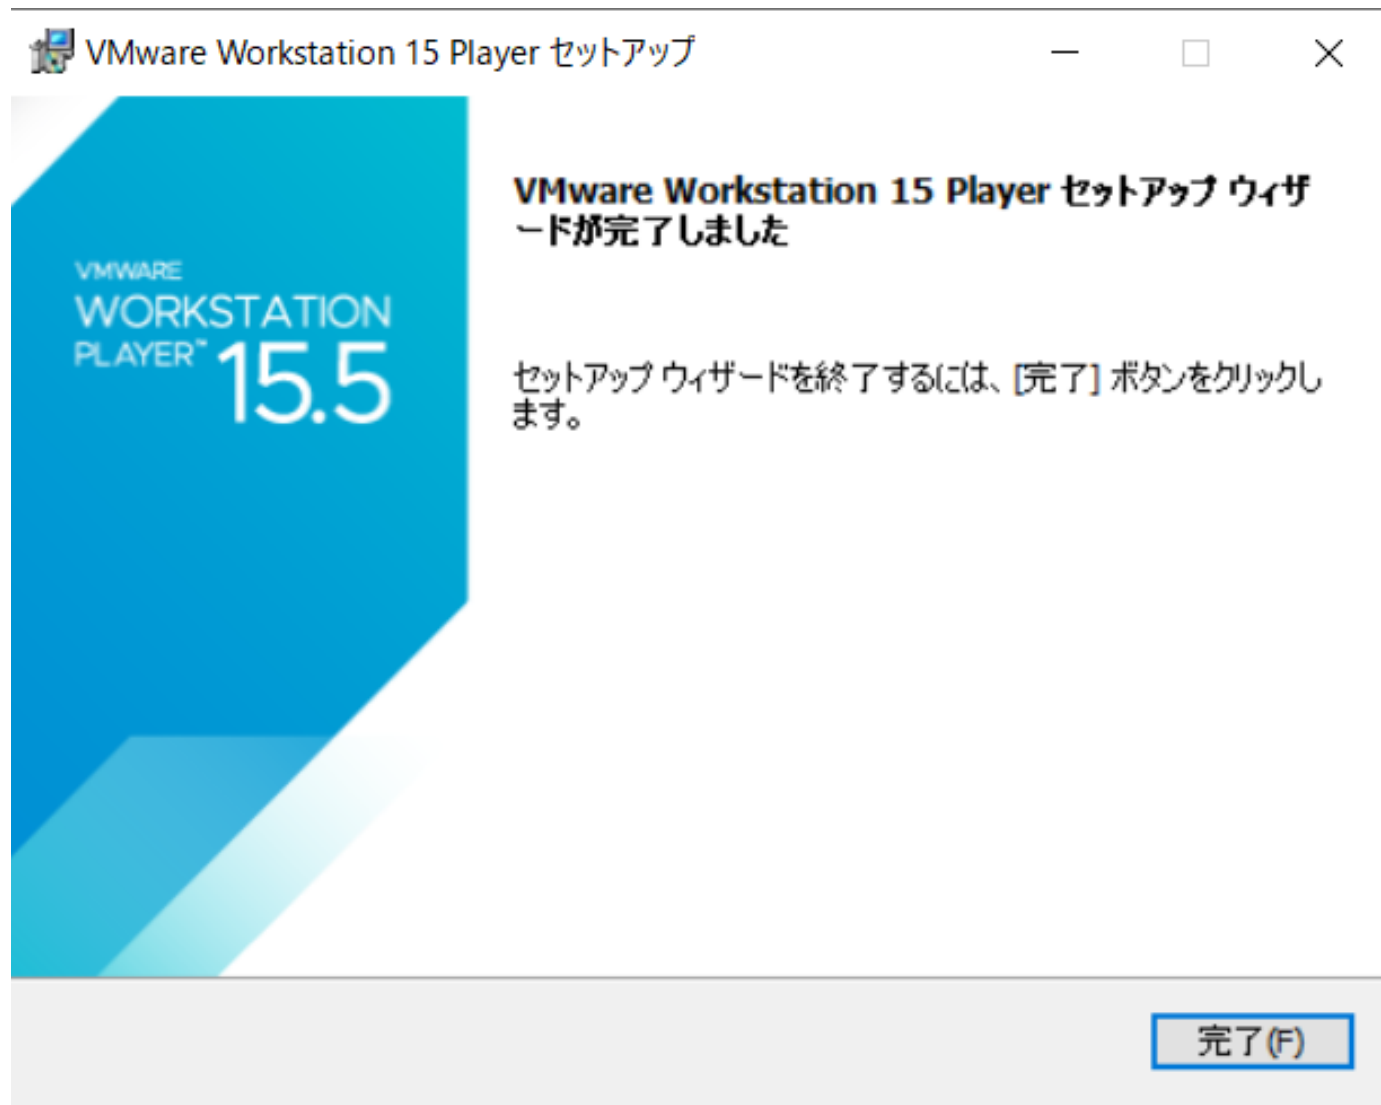 VMware Workstation 15 Player セットアップ
VMware Workstation 15 Player セットアップ ウィザ
ードが完了しました
VMWARE
WORKSTATION
PLAYER™ 15.5
セットアップ ウィザードを終了するには、[完了] ボタンをクリックし
ます。
完了(F)